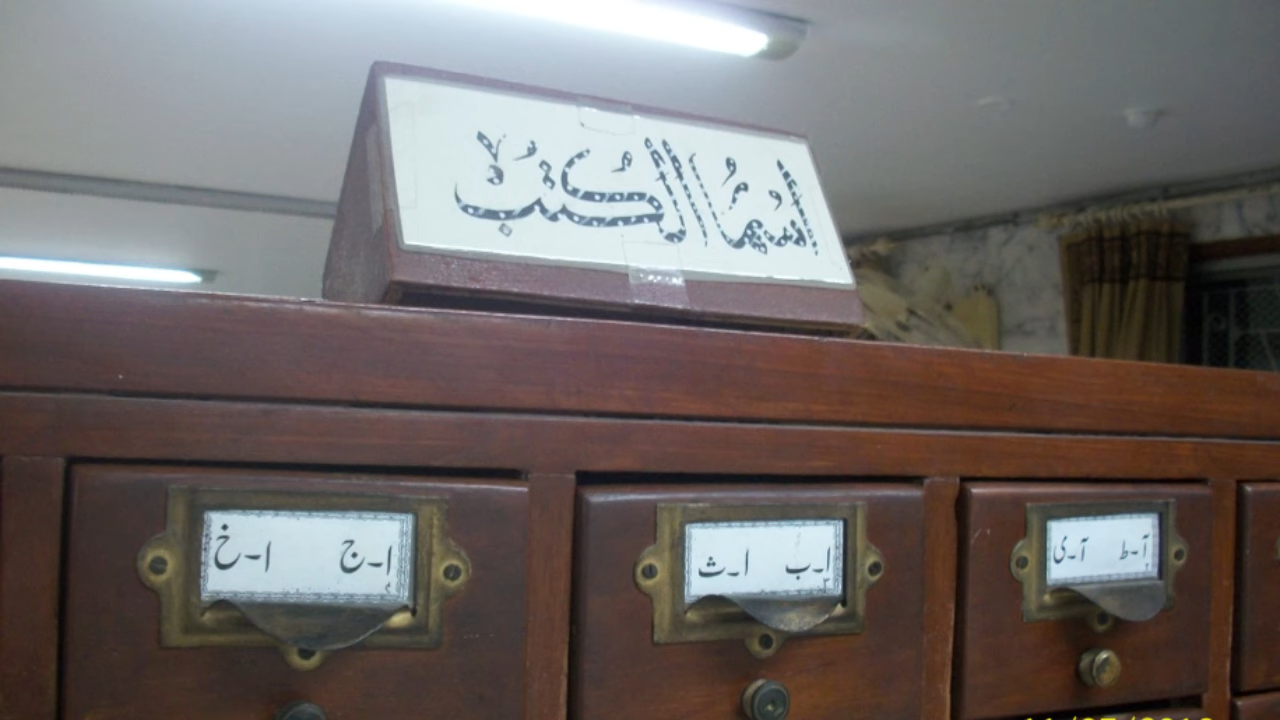 اسماء الكتب
آ-ط آ-ی
ا-ب ا-ث
ا-ج ا-خ